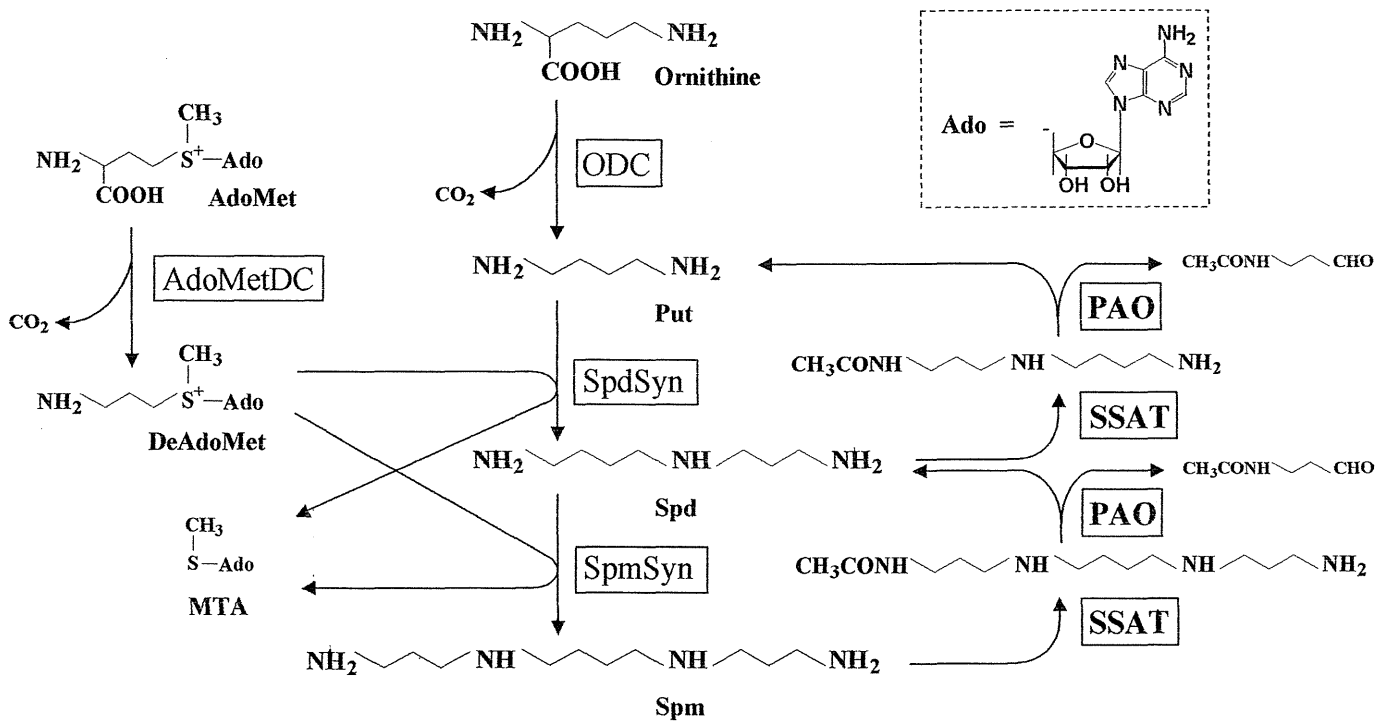 NH2 NH2
COOH Ornithine
CH3
NH2 S+—Ado
COOH AdoMet
CO2 ODC
Ado =
NH2
N N
N N
O
OH OH
AdoMetDC
CO2
NH2 NH2
Put
CH3CONH CHO
PAO
CH3
NH2 S+—Ado
DeAdoMet
SpdSyn
CH3CONH NH NH2
SSAT
NH2 NH NH2
Spd
CH3CONH CHO
PAO
CH3
S—Ado
MTA
SpmSyn
CH3CONH NH NH NH2
SSAT
NH2 NH NH NH2
Spm